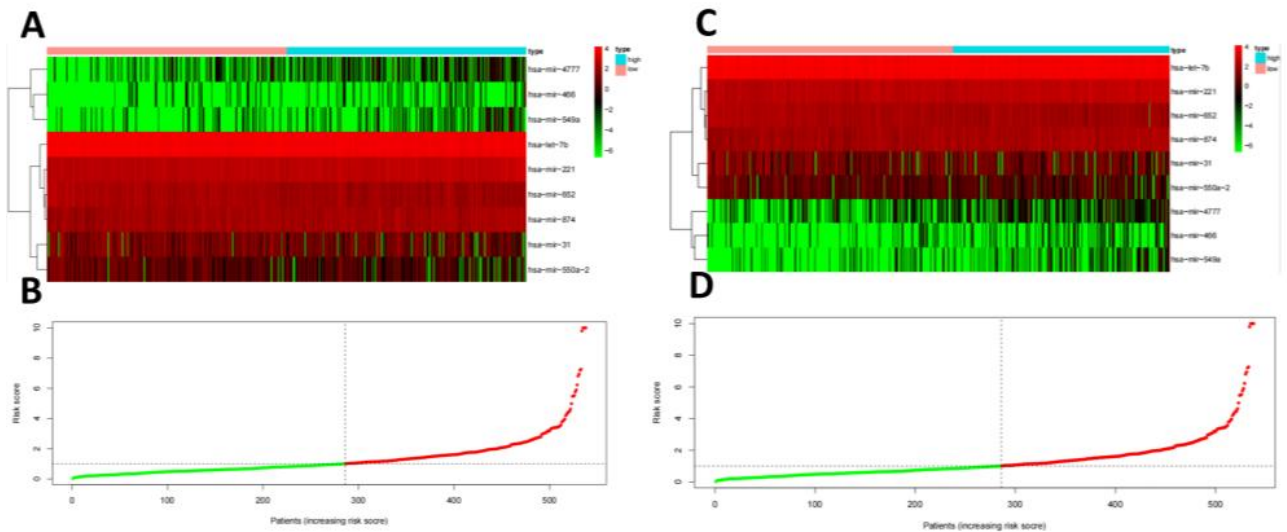 A
type
hsa-mir-4777
hsa-mir-466
hsa-mir-549a
hsa-let-7b
hsa-mir-221
hsa-mir-652
hsa-mir-874
hsa-mir-31
hsa-mir-550a-2
4
2
0
−2
−4
−6
type
high
low
C
type
hsa-let-7b
hsa-mir-221
hsa-mir-652
hsa-mir-874
hsa-mir-31
hsa-mir-550a-2
hsa-mir-4777
hsa-mir-466
hsa-mir-549a
4
2
0
−2
−4
−6
type
high
low
B
Risk score
10
8
6
4
2
0
0 100 200 300 400 500
Patients (increasing risk socre)
D
Risk score
10
8
6
4
2
0
0 100 200 300 400 500
Patients (increasing risk socre)